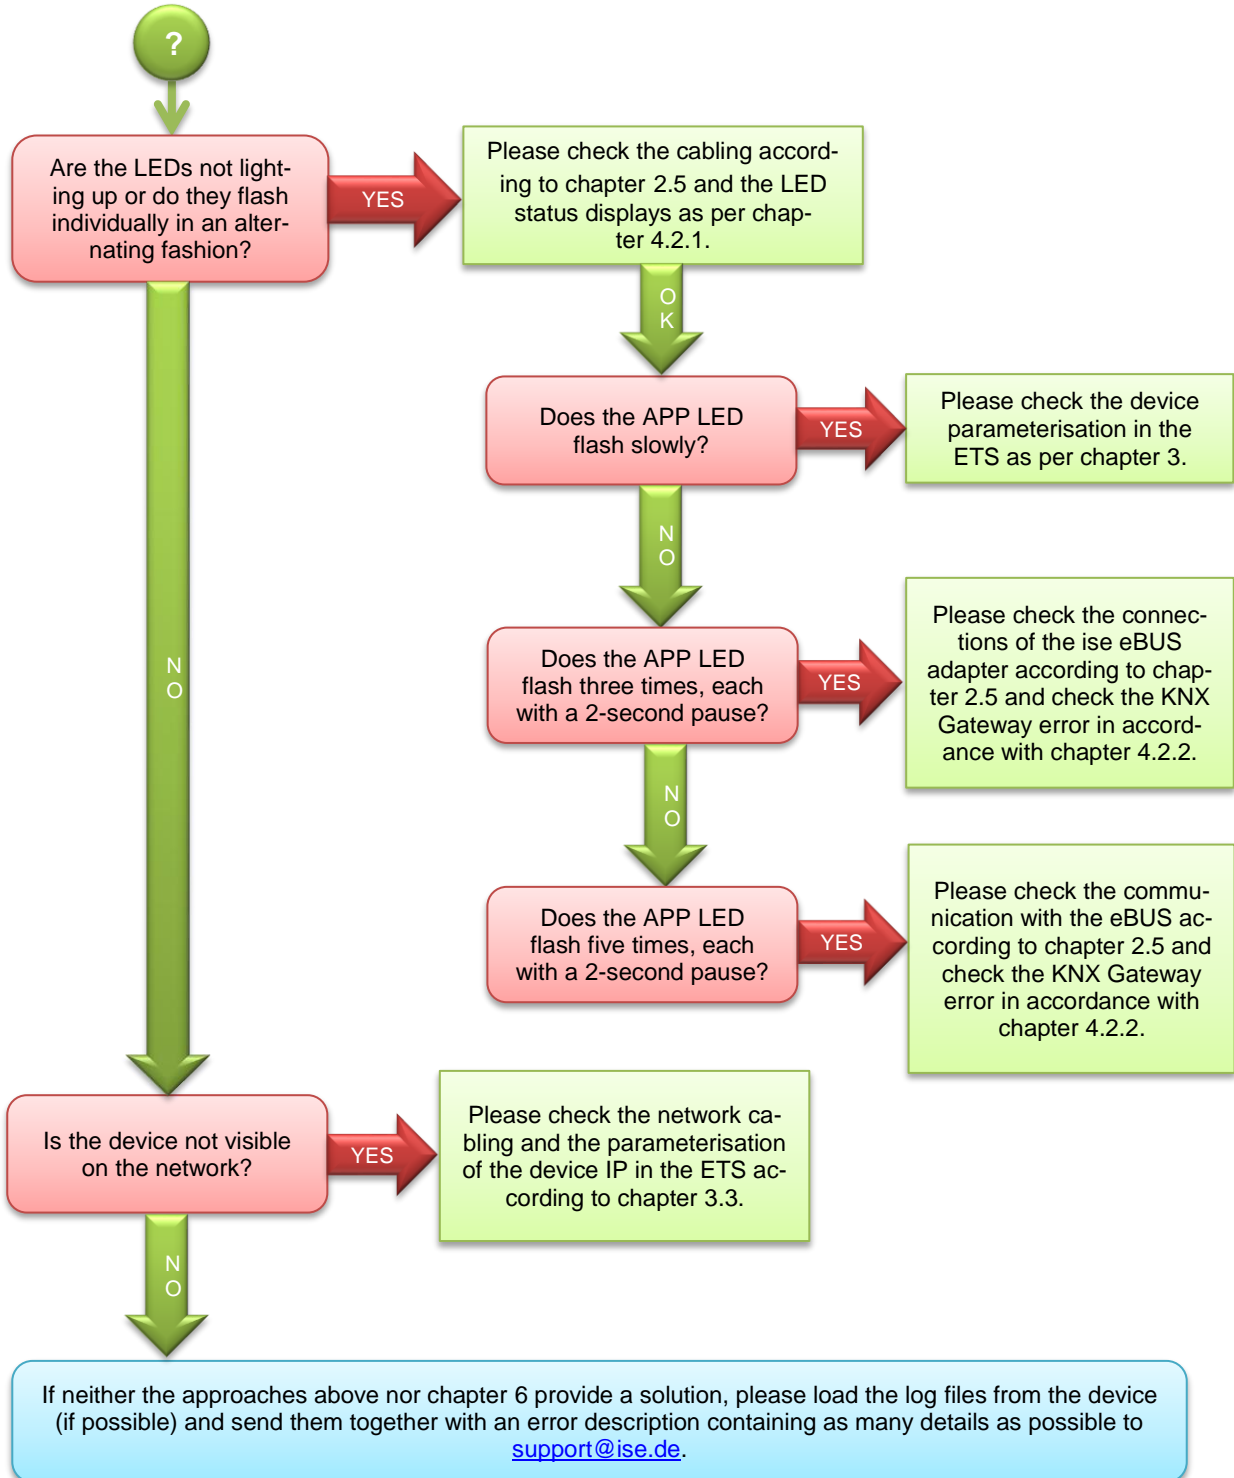 ?
Are the LEDs not light-
ing up or do they flash
individually in an alter-
nating fashion?
YES
Please check the cabling accord-
ing to chapter 2.5 and the LED
status displays as per chap-
ter 4.2.1.
O
K
Does the APP LED
flash slowly?
YES
Please check the device
parameterisation in the
ETS as per chapter 3.
N
O
Does the APP LED
flash three times, each
with a 2-second pause?
YES
Please check the connec-
tions of the ise eBUS
adapter according to chap-
ter 2.5 and check the KNX
Gateway error in accord-
ance with chapter 4.2.2.
N
O
Does the APP LED
flash five times, each
with a 2-second pause?
YES
Please check the commu-
nication with the eBUS ac-
cording to chapter 2.5 and
check the KNX Gateway
error in accordance with
chapter 4.2.2.
N
O
Is the device not visible
on the network?
YES
Please check the network ca-
bling and the parameterisation
of the device IP in the ETS ac-
cording to chapter 3.3.
N
O
If neither the approaches above nor chapter 6 provide a solution, please load the log files from the device
(if possible) and send them together with an error description containing as many details as possible to
support@ise.de.